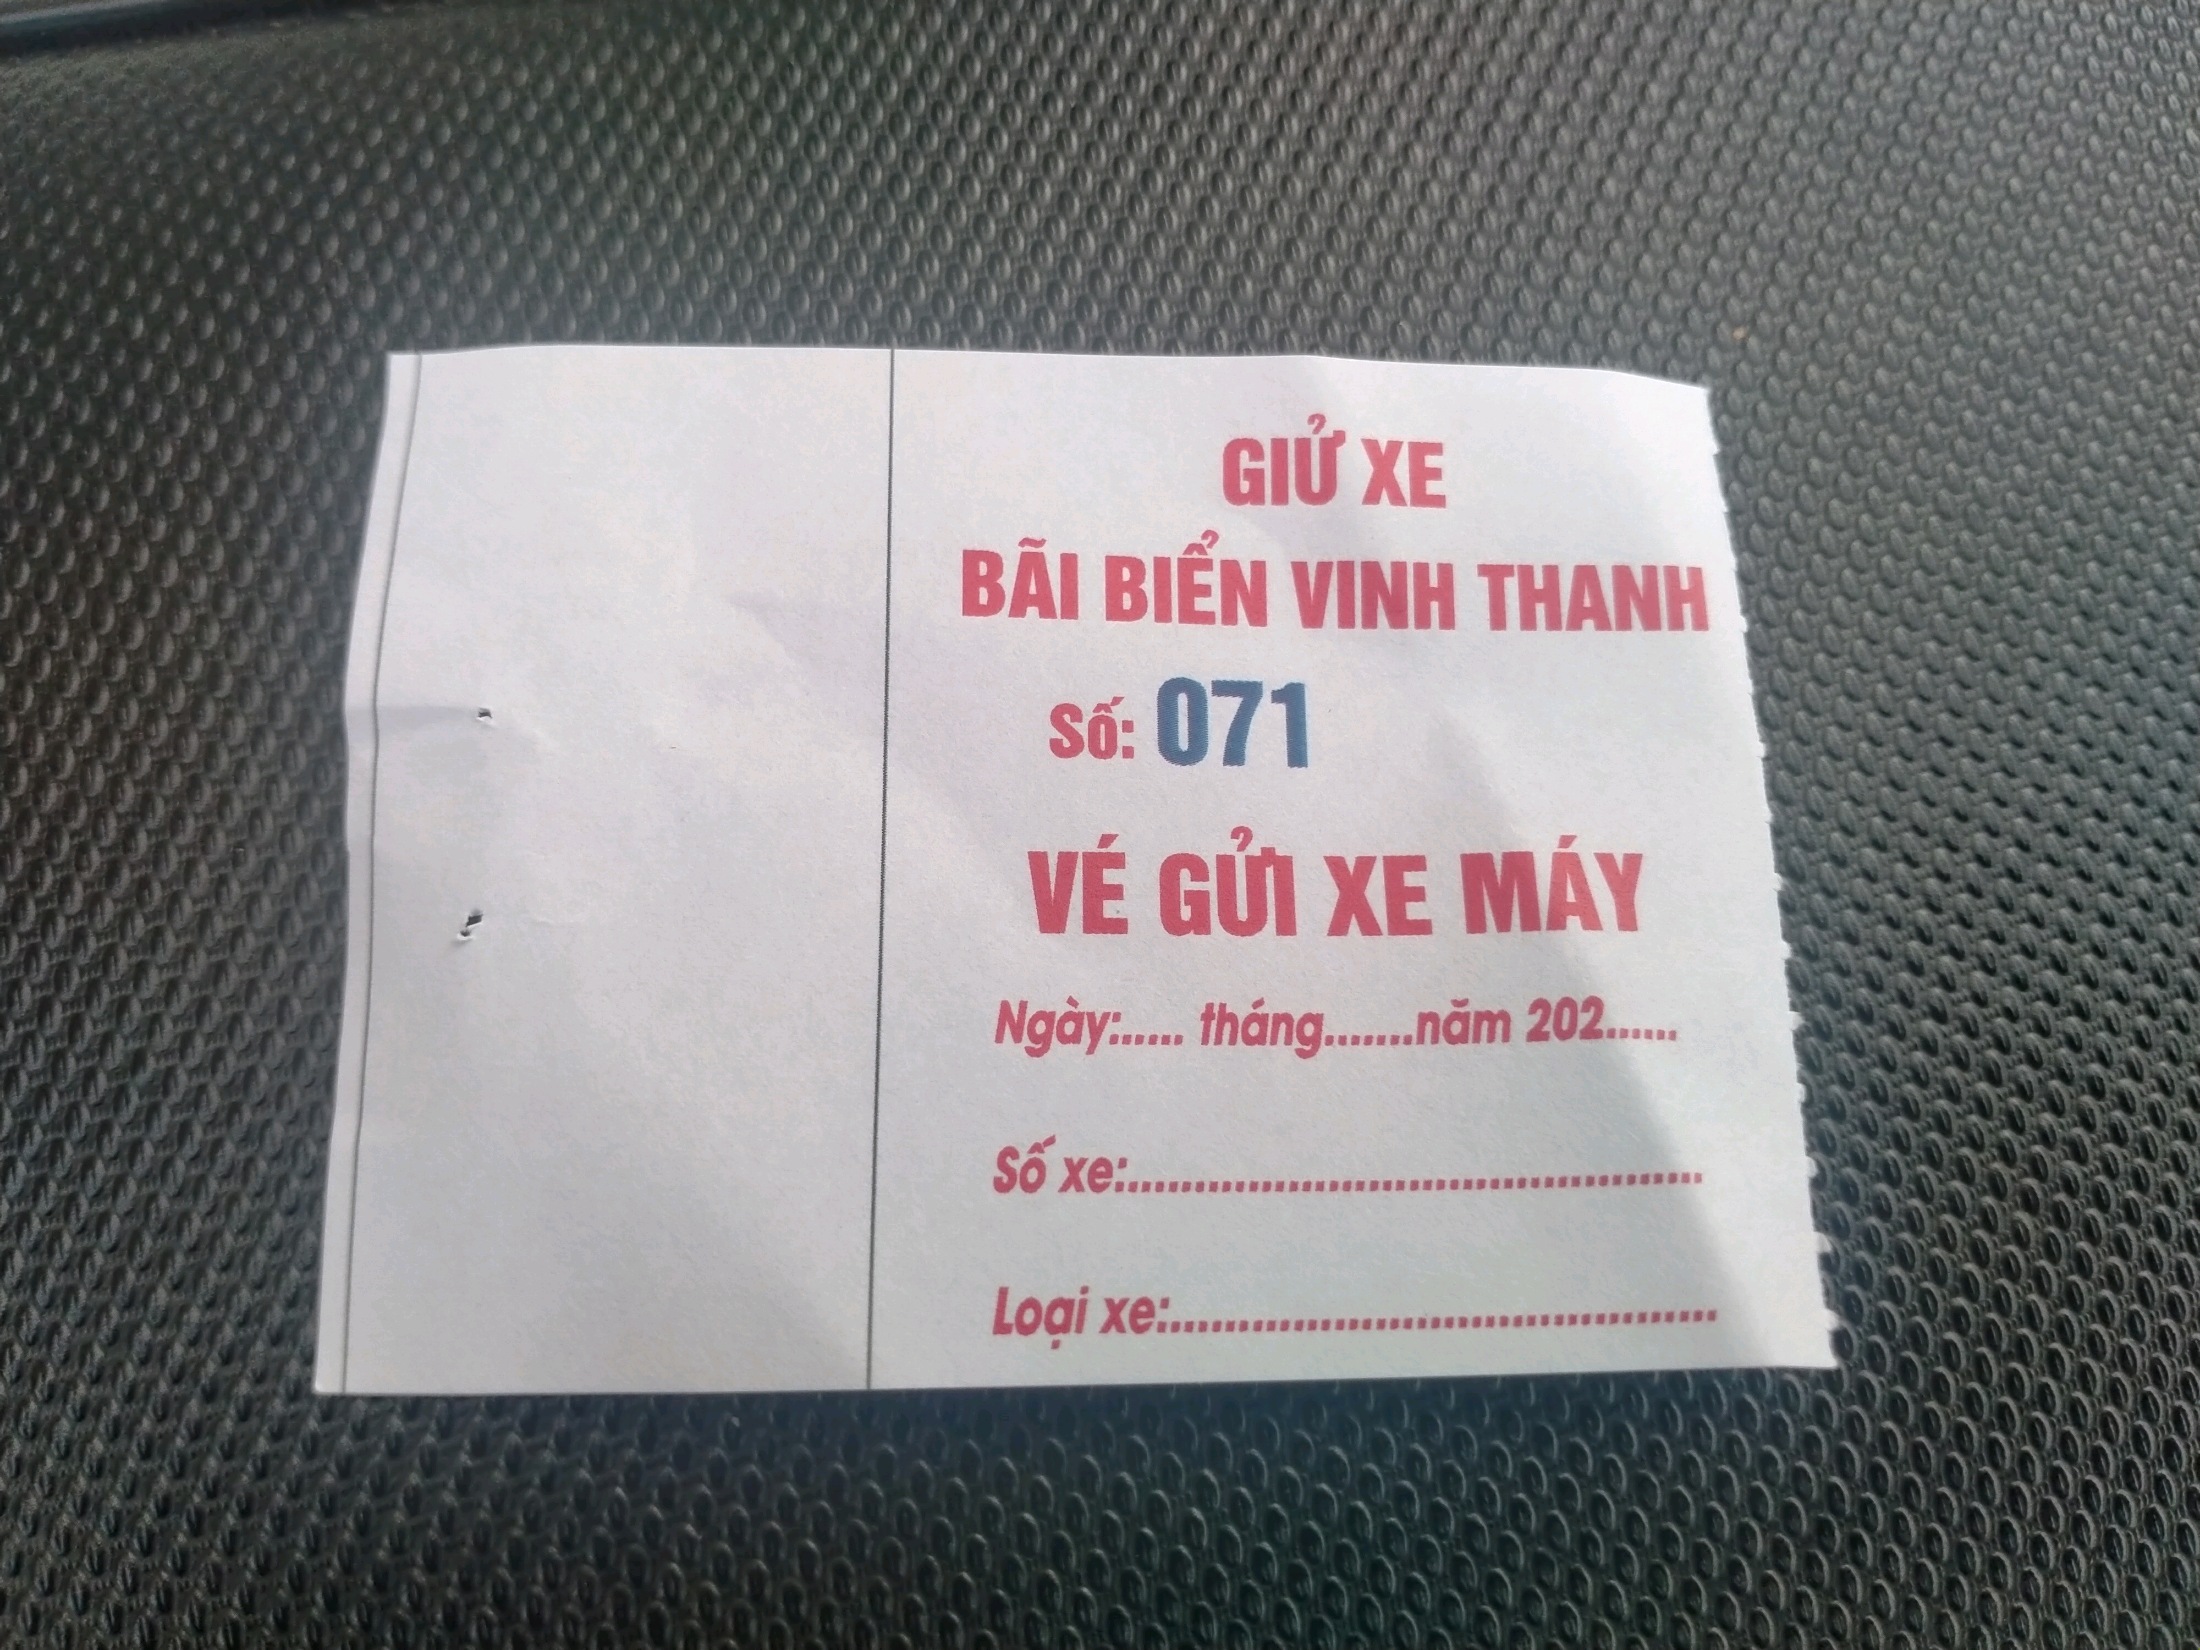 GIỬ XE
BÃI BIỂN VINH THANH
Số: 071
VÉ GỬI XE MÁY
Ngày:...... tháng.......năm 202......
Số xe:............................................
Loại xe:..........................................